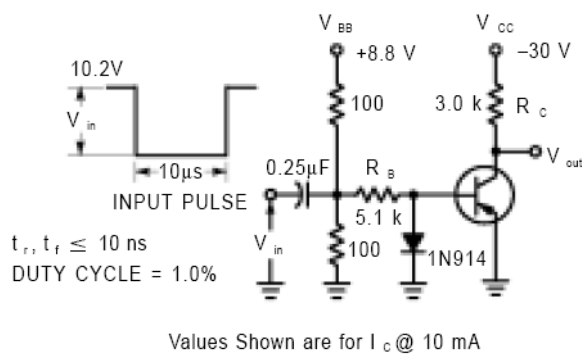 V BB
+8.8 V
V CC
–30 V
10.2V
V in
10µs
INPUT PULSE
t r, t f ≤ 10 ns
DUTY CYCLE = 1.0%
100
3.0 k
R C
V out
0.25µF
R B
5.1 k
V in
100
1N914
Values Shown are for I C @ 10 mA